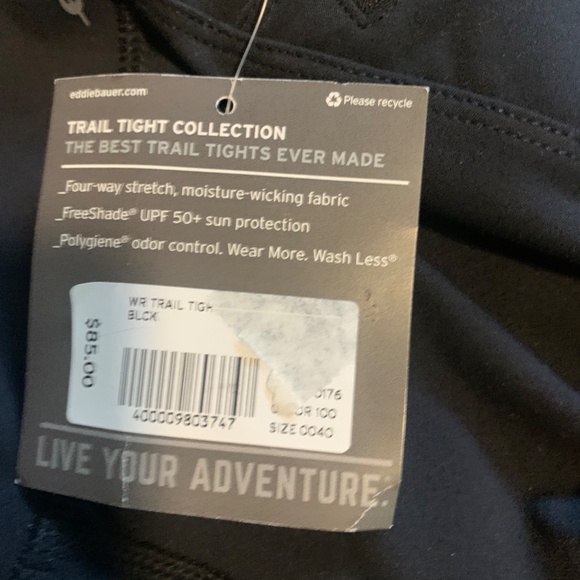 eddiebauer.com
Please recycle
TRAIL TIGHT COLLECTION
THE BEST TRAIL TIGHTS EVER MADE
_Four-way stretch, moisture-wicking fabric
_FreeShade® UPF 50+ sun protection
_Polygiene® odor control. Wear More. Wash Less®
WR TRAIL
BLCK
$85.00
400009803747
100
SIZE 0040
LIVE YOUR ADVENTURE.